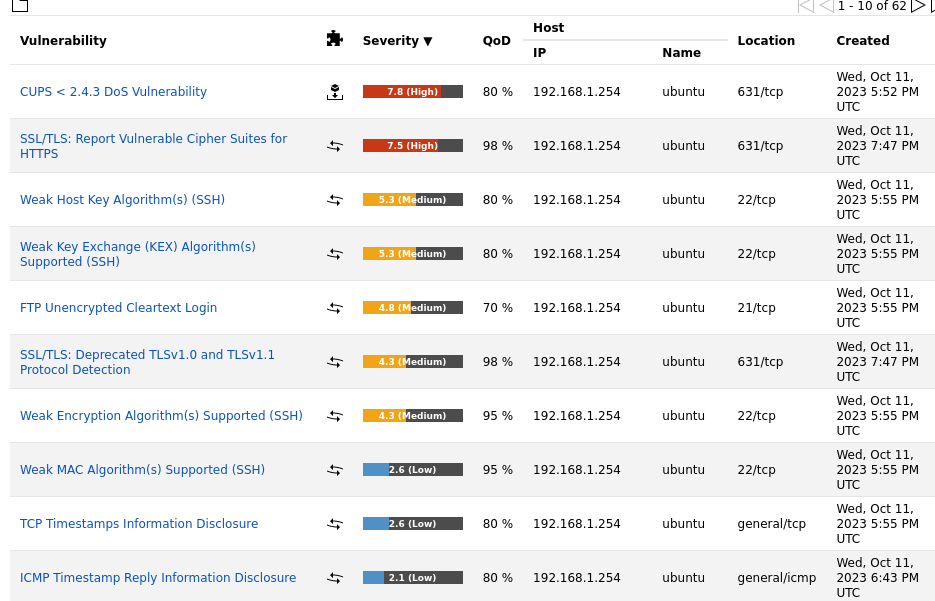 1 - 10 of 62
Vulnerability Severity ▼ QoD Host Location Created
IP Name
CUPS < 2.4.3 DoS Vulnerability 7.8 (High) 80 % 192.168.1.254 ubuntu 631/tcp Wed, Oct 11,
2023 5:52 PM
UTC
SSL/TLS: Report Vulnerable Cipher Suites for
HTTPS 7.5 (High) 98 % 192.168.1.254 ubuntu 631/tcp Wed, Oct 11,
2023 7:47 PM
UTC
Weak Host Key Algorithm(s) (SSH) 5.3 (Medium) 80 % 192.168.1.254 ubuntu 22/tcp Wed, Oct 11,
2023 5:55 PM
UTC
Weak Key Exchange (KEX) Algorithm(s)
Supported (SSH) 5.3 (Medium) 80 % 192.168.1.254 ubuntu 22/tcp Wed, Oct 11,
2023 5:55 PM
UTC
FTP Unencrypted Cleartext Login 4.8 (Medium) 70 % 192.168.1.254 ubuntu 21/tcp Wed, Oct 11,
2023 5:55 PM
UTC
SSL/TLS: Deprecated TLSv1.0 and TLSv1.1
Protocol Detection 4.3 (Medium) 98 % 192.168.1.254 ubuntu 631/tcp Wed, Oct 11,
2023 7:47 PM
UTC
Weak Encryption Algorithm(s) Supported (SSH) 4.3 (Medium) 95 % 192.168.1.254 ubuntu 22/tcp Wed, Oct 11,
2023 5:55 PM
UTC
Weak MAC Algorithm(s) Supported (SSH) 2.6 (Low) 95 % 192.168.1.254 ubuntu 22/tcp Wed, Oct 11,
2023 5:55 PM
UTC
TCP Timestamps Information Disclosure 2.6 (Low) 80 % 192.168.1.254 ubuntu general/tcp Wed, Oct 11,
2023 5:55 PM
UTC
ICMP Timestamp Reply Information Disclosure 2.1 (Low) 80 % 192.168.1.254 ubuntu general/icmp Wed, Oct 11,
2023 6:43 PM
UTC